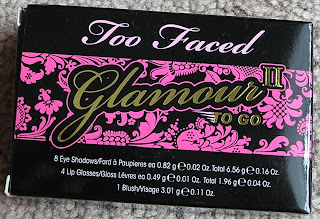 Too Faced
Glamour II
TO GO
8 Eye Shadows/Fard à Paupieres ea 0.82 g ℮ 0.02 Oz. Total 6.56 g ℮ 0.16 Oz.
4 Lip Glosses/Gloss Lévres ea 0.49 g ℮ 0.01 Oz. Total 1.96 g ℮ 0.04 Oz.
1 Blush/Visage 3.01 g ℮ 0.11 Oz.